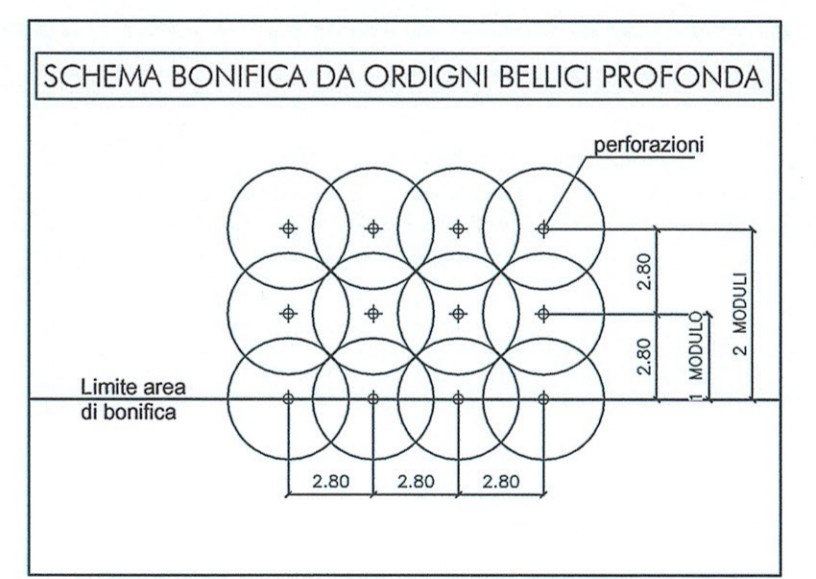 SCHEMA BONIFICA DA ORDIGNI BELLICI PROFONDA
perforazioni
2.80
2.80
1 MODULO
2 MODULI
Limite area
di bonifica
2.80
2.80
2.80